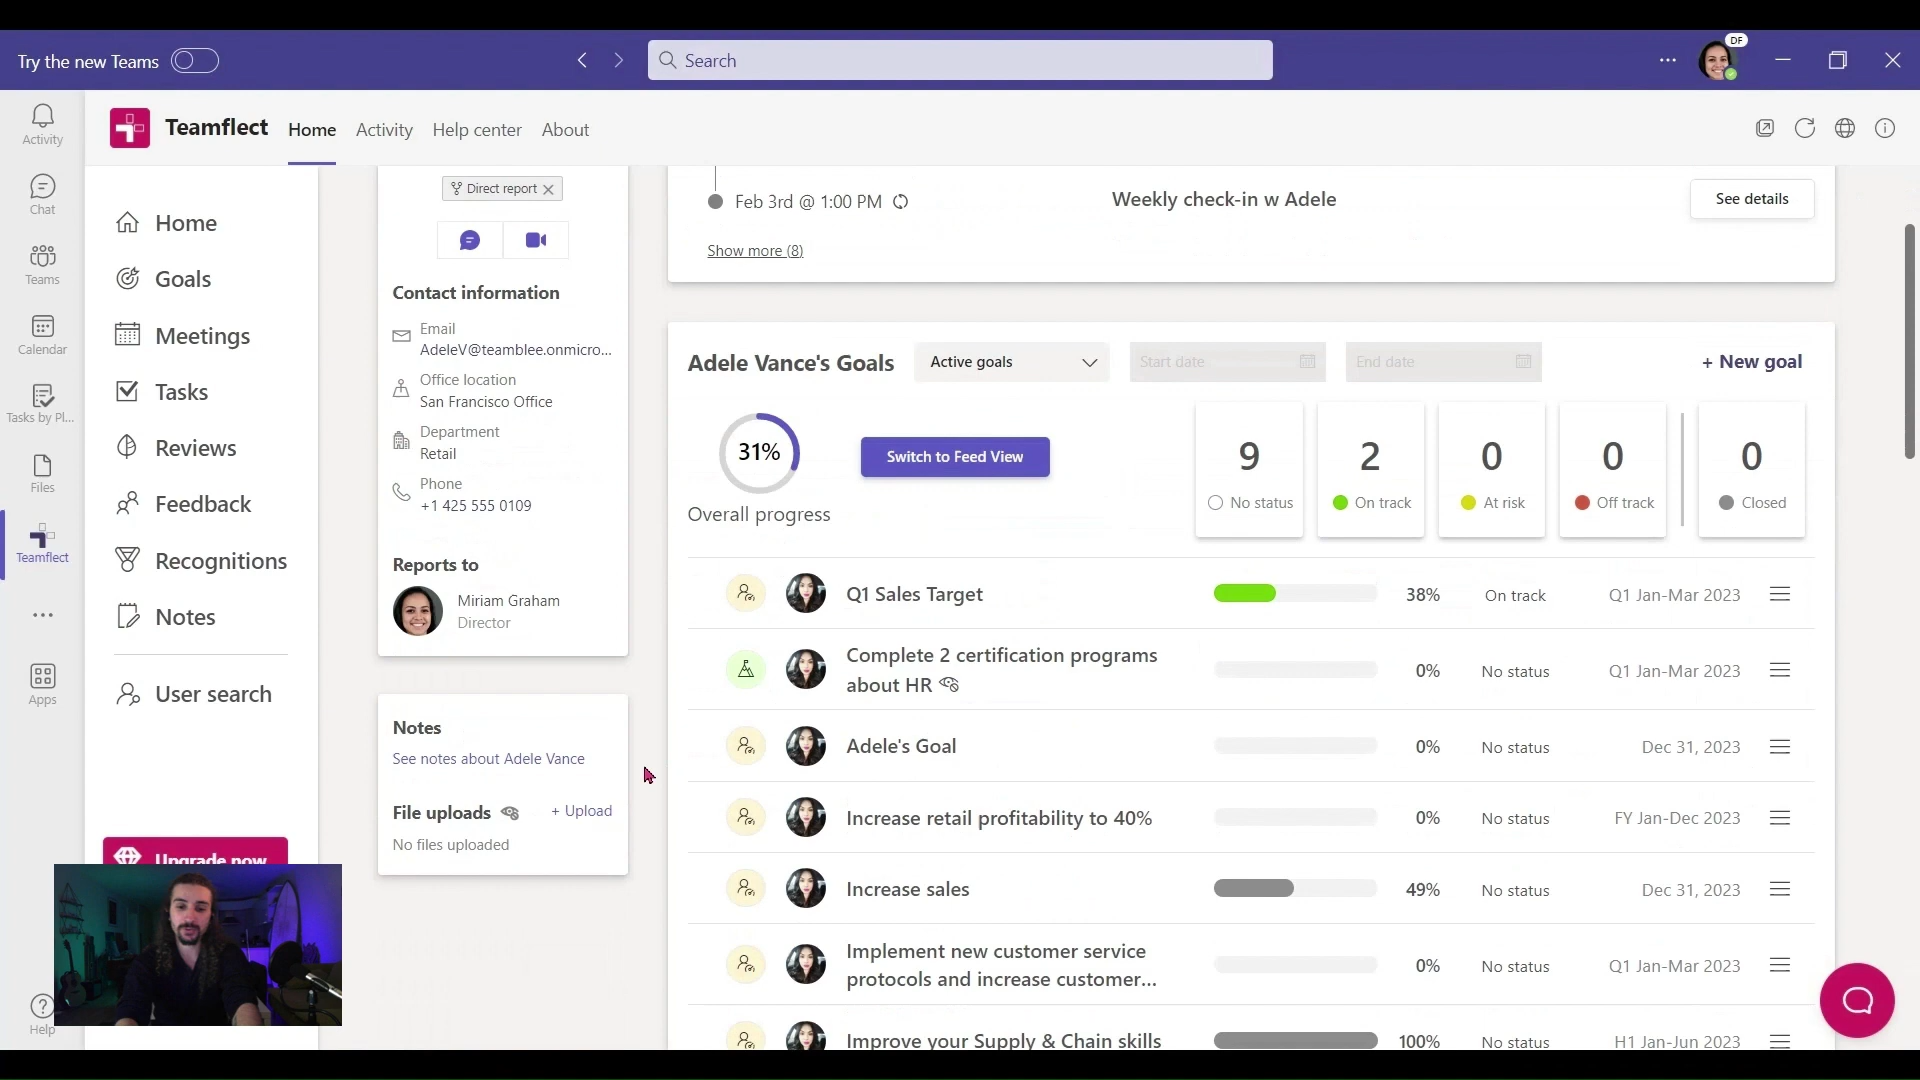 Try the new Teams
Search
DF
Activity
Chat
Teams
Calendar
Tasks by Pl...
Files
Teamflect
Apps
Help
Teamflect
Home
Activity
Help center
About
Home
Goals
Meetings
Tasks
Reviews
Feedback
Recognitions
Notes
User search
Upgrade now
Direct report
Contact information
Email
AdeleV@teamblee.onmicro...
Office location
San Francisco Office
Department
Retail
Phone
+1 425 555 0109
Reports to
Miriam Graham
Director
Notes
See notes about Adele Vance
File uploads
+ Upload
No files uploaded
Feb 3rd @ 1:00 PM
Weekly check-in w Adele
See details
Show more (8)
Adele Vance's Goals
Active goals
Start date
End date
+ New goal
31%
Overall progress
Switch to Feed View
9
No status
2
On track
0
At risk
0
Off track
0
Closed
Q1 Sales Target
38%
On track
Q1 Jan-Mar 2023
Complete 2 certification programs
about HR
0%
No status
Q1 Jan-Mar 2023
Adele's Goal
0%
No status
Dec 31, 2023
Increase retail profitability to 40%
0%
No status
FY Jan-Dec 2023
Increase sales
49%
No status
Dec 31, 2023
Implement new customer service
protocols and increase customer...
0%
No status
Q1 Jan-Mar 2023
Improve your Supply & Chain skills
100%
No status
H1 Jan-Jun 2023